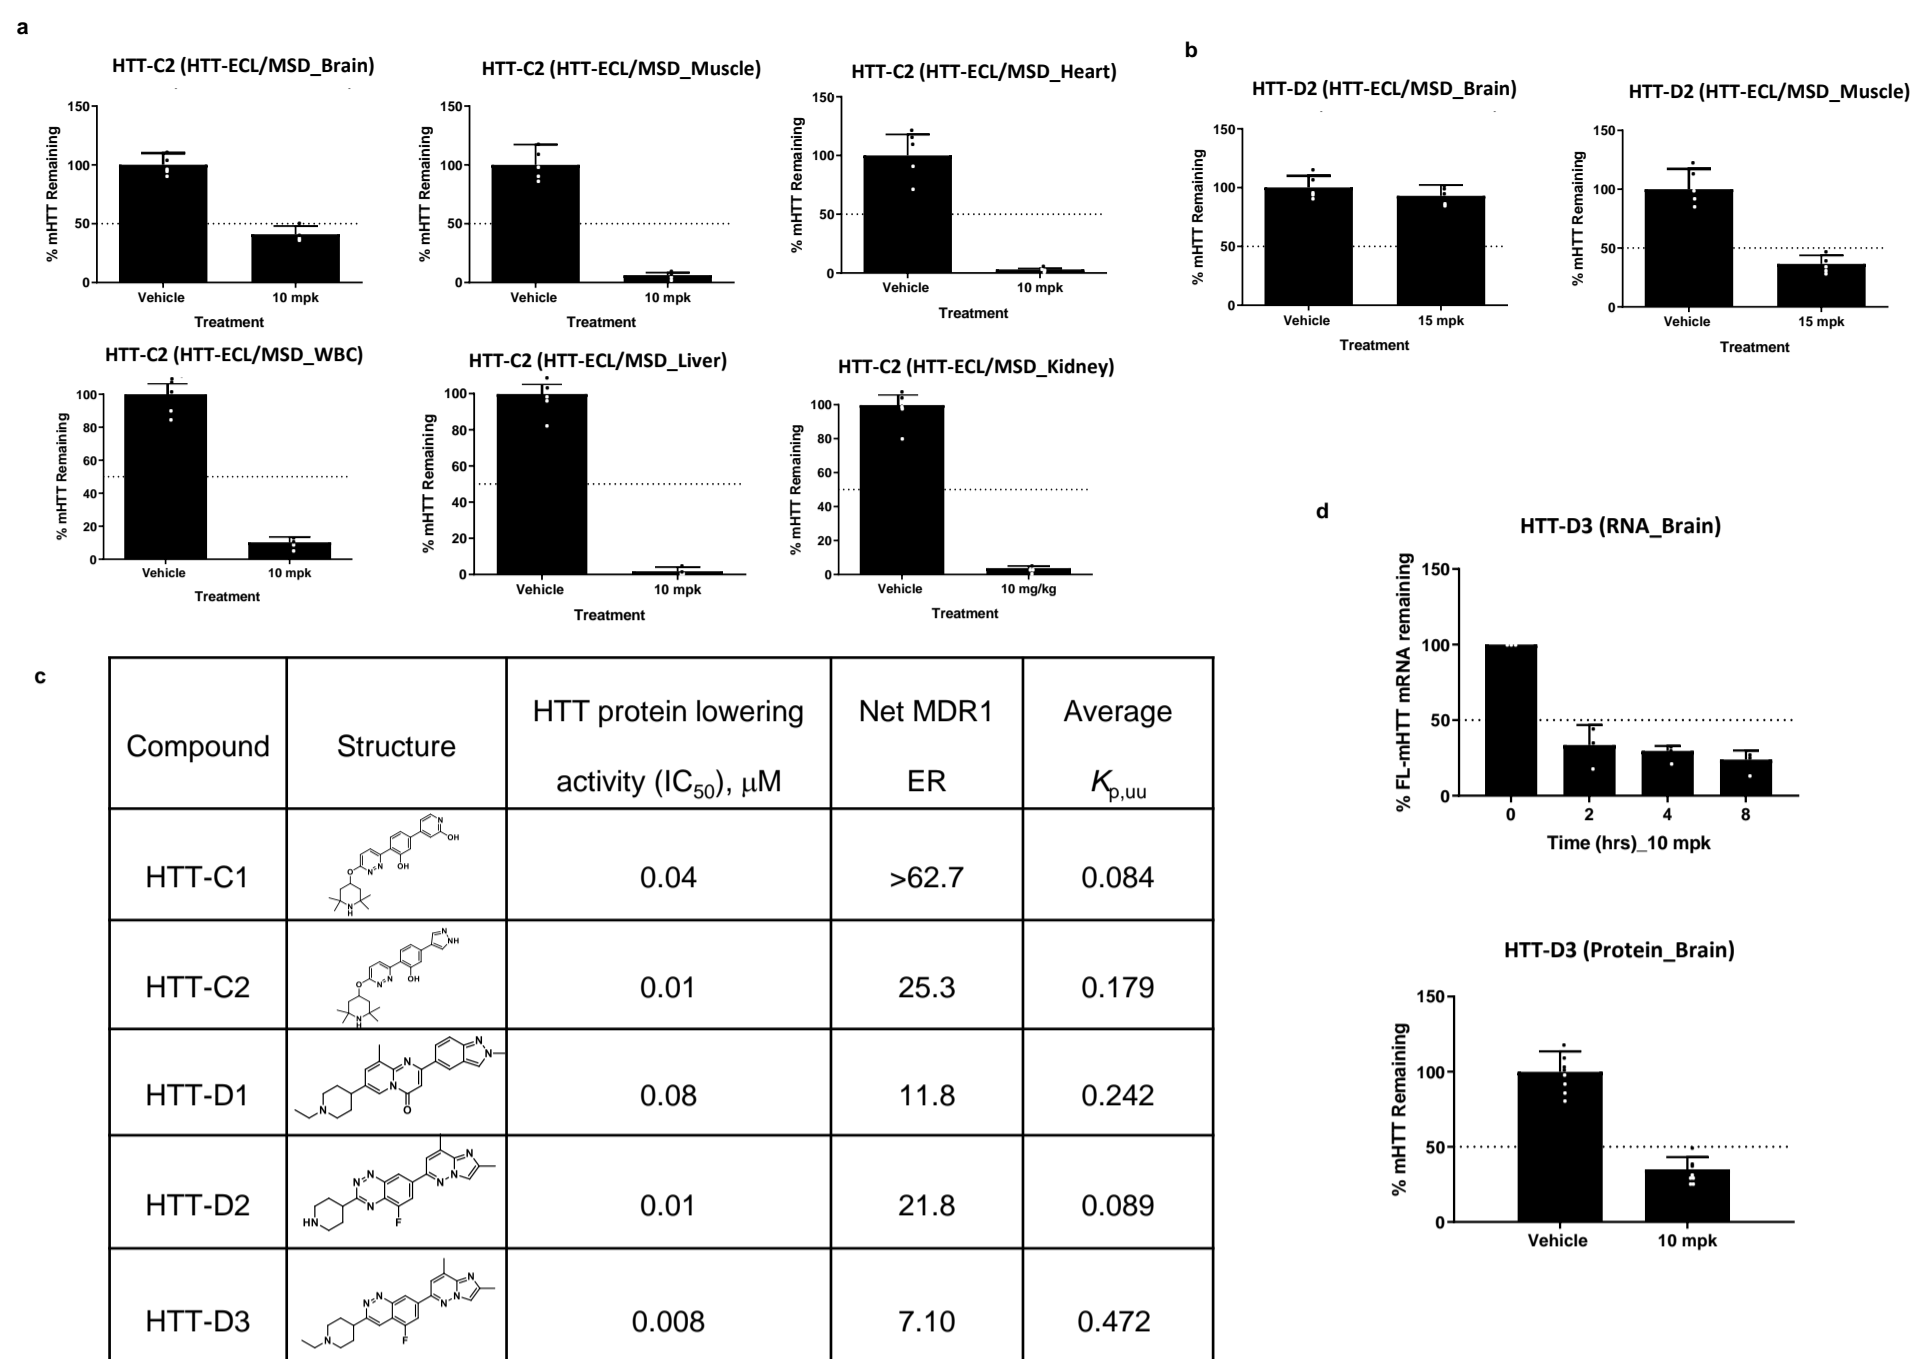 a
HTT-C2 (HTT-ECL/MSD_Brain)
% mHTT Remaining
150
100
50
0
Vehicle
10 mpk
Treatment
HTT-C2 (HTT-ECL/MSD_Muscle)
% mHTT Remaining
150
100
50
0
Vehicle
10 mpk
Treatment
HTT-C2 (HTT-ECL/MSD_Heart)
% mHTT Remaining
150
100
50
0
Vehicle
10 mpk
Treatment
HTT-C2 (HTT-ECL/MSD_WBC)
% mHTT Remaining
100
80
60
40
20
0
Vehicle
10 mpk
Treatment
HTT-C2 (HTT-ECL/MSD_Liver)
% mHTT Remaining
100
80
60
40
20
0
Vehicle
10 mpk
Treatment
HTT-C2 (HTT-ECL/MSD_Kidney)
% mHTT Remaining
100
80
60
40
20
0
Vehicle
10 mg/kg
Treatment
b
HTT-D2 (HTT-ECL/MSD_Brain)
% mHTT Remaining
150
100
50
0
Vehicle
15 mpk
Treatment
HTT-D2 (HTT-ECL/MSD_Muscle)
% mHTT Remaining
150
100
50
0
Vehicle
15 mpk
Treatment
c
Compound
Structure
HTT protein lowering
activity (IC50), μM
Net MDR1
ER
Average
Kp,uu
HTT-C1
N
OH
OH
N
N
O
N
H
0.04
>62.7
0.084
HTT-C2
N
NH
OH
N
N
O
N
H
0.01
25.3
0.179
HTT-D1
N
N
N
N
O
N
0.08
11.8
0.242
HTT-D2
N
N
N
N
N
N
F
HN
0.01
21.8
0.089
HTT-D3
N
N
N
N
N
F
N
0.008
7.10
0.472
d
HTT-D3 (RNA_Brain)
% FL-mHTT mRNA remaining
150
100
50
0
0
2
4
8
Time (hrs)_10 mpk
HTT-D3 (Protein_Brain)
% mHTT Remaining
150
100
50
0
Vehicle
10 mpk